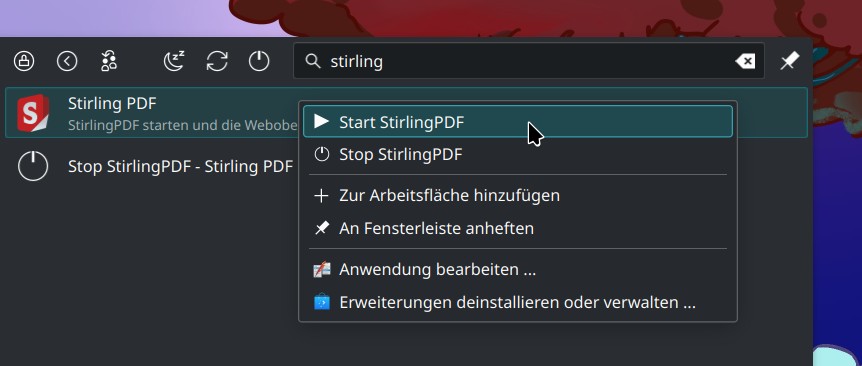 stirling
Stirling PDF
StirlingPDF starten und die Webobe
Stop StirlingPDF - Stirling PDF
Start StirlingPDF
Stop StirlingPDF
Zur Arbeitsfläche hinzufügen
An Fensterleiste anheften
Anwendung bearbeiten ...
Erweiterungen deinstallieren oder verwalten ...